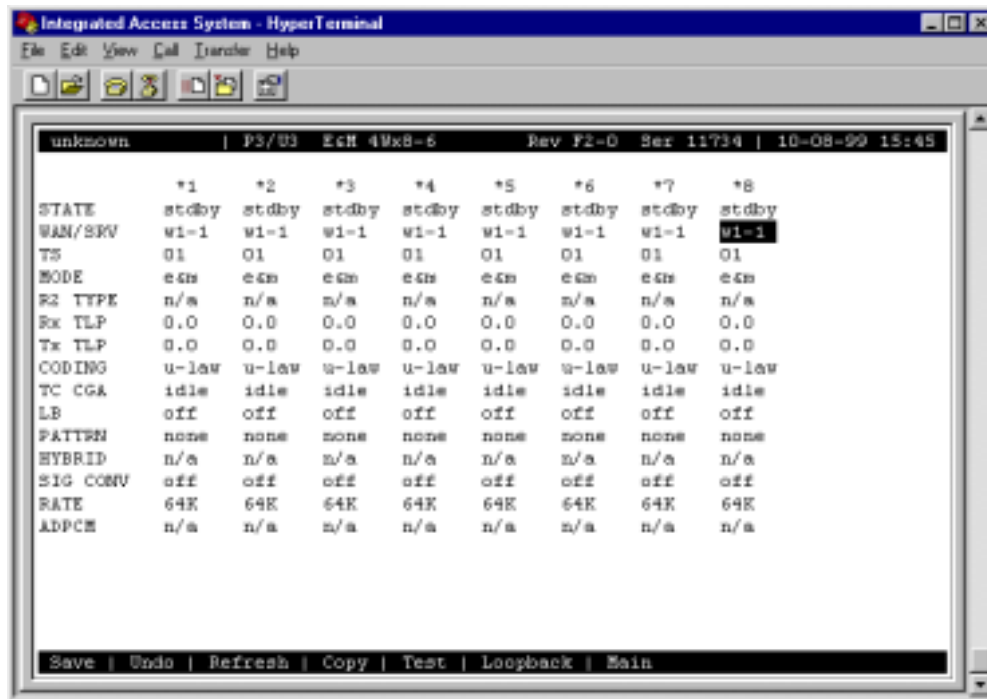 Integrated Access System - HyperTerminal
File Edit View Call Transfer Help
unknown | P3/U3 E&M 4Wx8-6 Rev F2-0 Ser 11734 | 10-08-99 15:45
*1 *2 *3 *4 *5 *6 *7 *8
STATE stdby stdby stdby stdby stdby stdby stdby stdby
WAN/SRV w1-1 w1-1 w1-1 w1-1 w1-1 w1-1 w1-1 w1-1
TS 01 01 01 01 01 01 01 01
MODE e&m e&m e&m e&m e&m e&m e&m e&m
R2 TYPE n/a n/a n/a n/a n/a n/a n/a n/a
Rx TLP 0.0 0.0 0.0 0.0 0.0 0.0 0.0 0.0
Tx TLP 0.0 0.0 0.0 0.0 0.0 0.0 0.0 0.0
CODING u-law u-law u-law u-law u-law u-law u-law u-law
TC CGA idle idle idle idle idle idle idle idle
LB off off off off off off off off
PATTRN none none none none none none none none
HYBRID n/a n/a n/a n/a n/a n/a n/a n/a
SIG CONV off off off off off off off off
RATE 64K 64K 64K 64K 64K 64K 64K 64K
ADPCM n/a n/a n/a n/a n/a n/a n/a n/a
Save | Undo | Refresh | Copy | Test | Loopback | Main